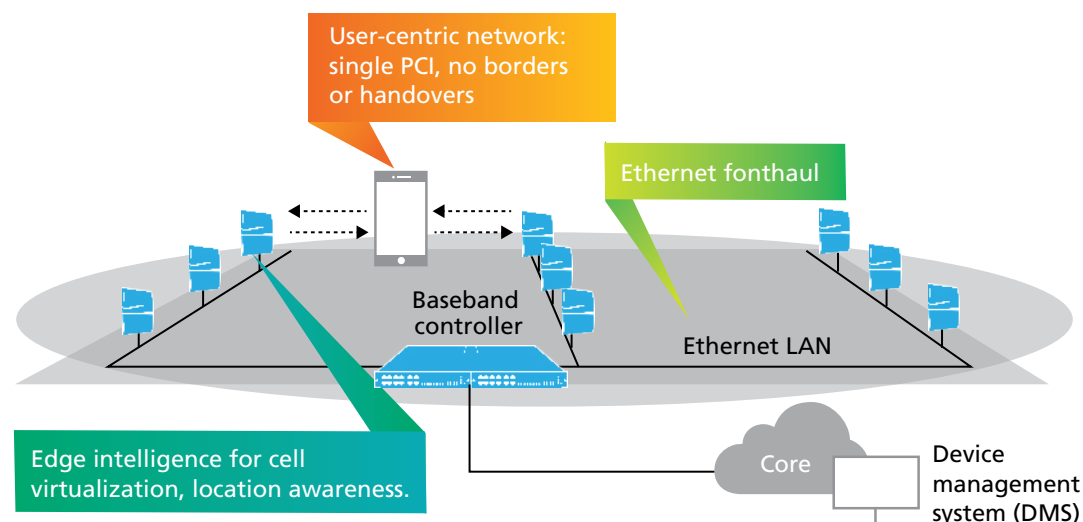 User-centric network:
single PCI, no borders
or handovers
Ethernet fonthaul
Baseband
controller
Ethernet LAN
Edge intelligence for cell
virtualization, location awareness.
Core
Device
management
system (DMS)